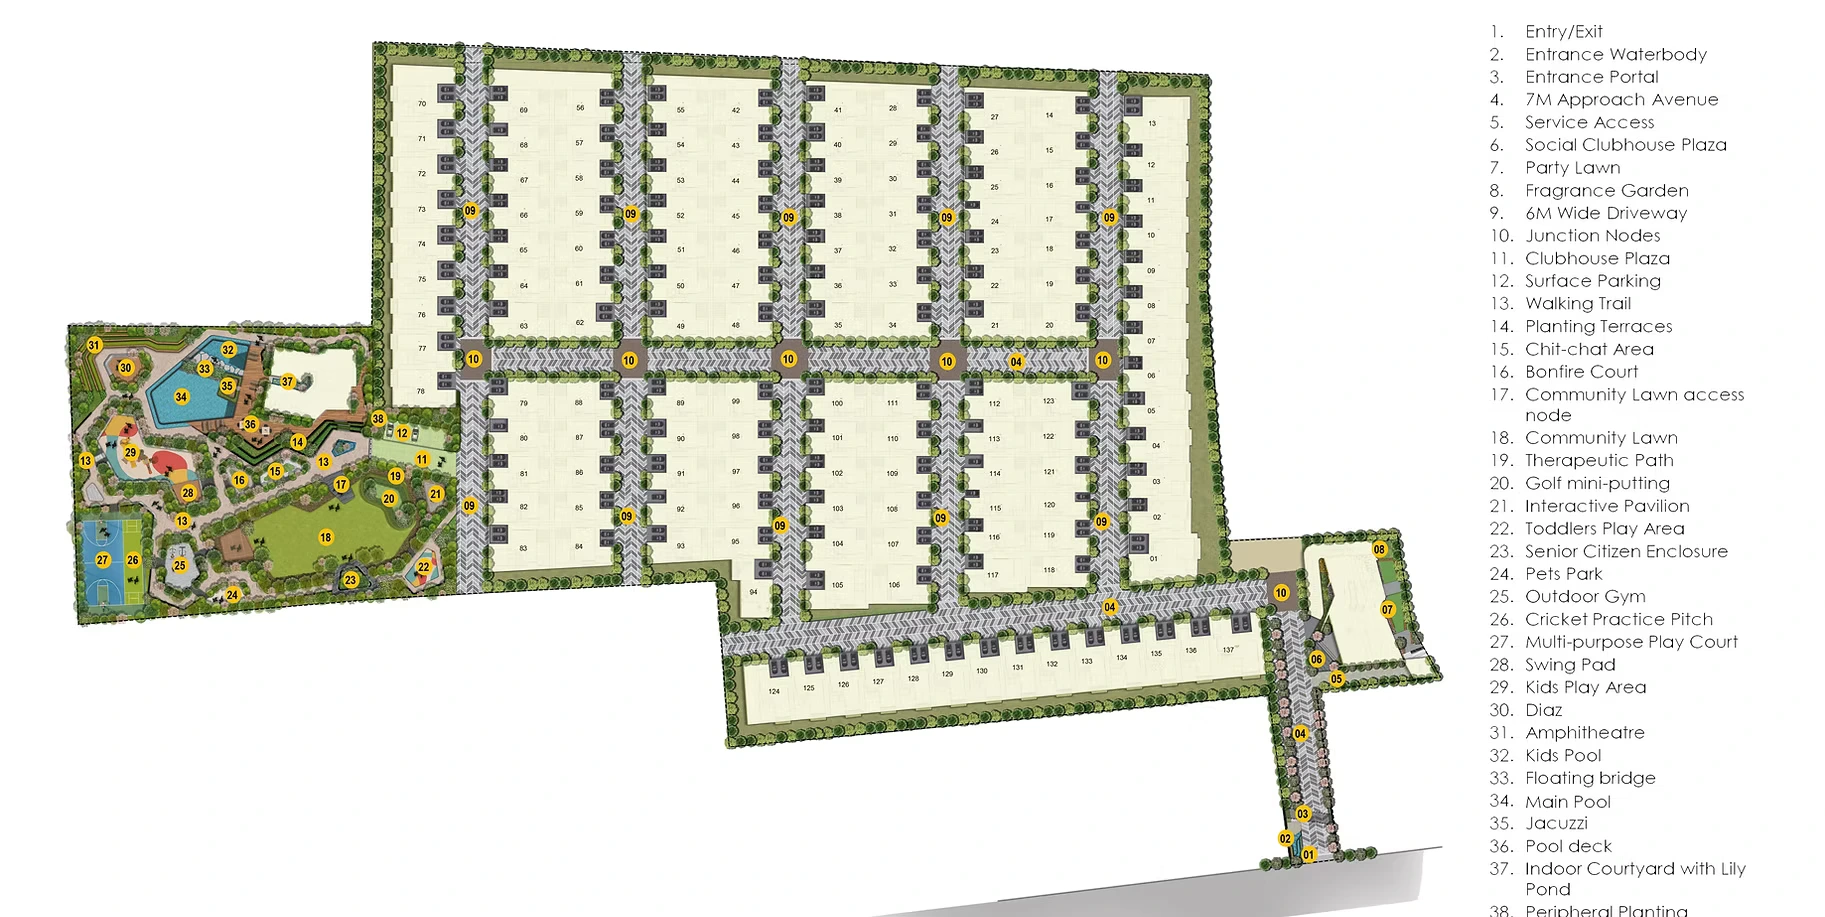 70 69 56 55 42 41 28 27 14 13
71 68 57 54 43 40 29 26 15 12
72 67 58 53 44 39 30 25 16 11
73 66 59 52 45 38 31 24 17 10
09 09 09 09 09
74 65 60 51 46 37 32 23 18 09
75 64 61 50 47 36 33 22 19 08
76 63 62 49 48 35 34 21 20 07
77 06
10 10 10 10 04 10
78 79 88 89 99 100 111 112 123 05
80 87 90 98 101 110 113 122 04
81 86 91 97 102 109 114 121 03
82 85 92 96 103 108 115 120 02
09 09 09 09 09
83 84 93 95 104 107 116 119 01
94 105 106 117 118
31 30 32 33 35 34 37
36 38 12 14 11 29 13 15 13 16 19
28 17 20 21 13 18 27 26 25 22 23 24
04 10 08 07 06 05
124 125 126 127 128 129 130 131 132 133 134 135 136 137
04
03
02
01
1. Entry/Exit
2. Entrance Waterbody
3. Entrance Portal
4. 7M Approach Avenue
5. Service Access
6. Social Clubhouse Plaza
7. Party Lawn
8. Fragrance Garden
9. 6M Wide Driveway
10. Junction Nodes
11. Clubhouse Plaza
12. Surface Parking
13. Walking Trail
14. Planting Terraces
15. Chit-chat Area
16. Bonfire Court
17. Community Lawn access
node
18. Community Lawn
19. Therapeutic Path
20. Golf mini-putting
21. Interactive Pavilion
22. Toddlers Play Area
23. Senior Citizen Enclosure
24. Pets Park
25. Outdoor Gym
26. Cricket Practice Pitch
27. Multi-purpose Play Court
28. Swing Pad
29. Kids Play Area
30. Diaz
31. Amphitheatre
32. Kids Pool
33. Floating bridge
34. Main Pool
35. Jacuzzi
36. Pool deck
37. Indoor Courtyard with Lily
Pond
38. Peripheral Planting